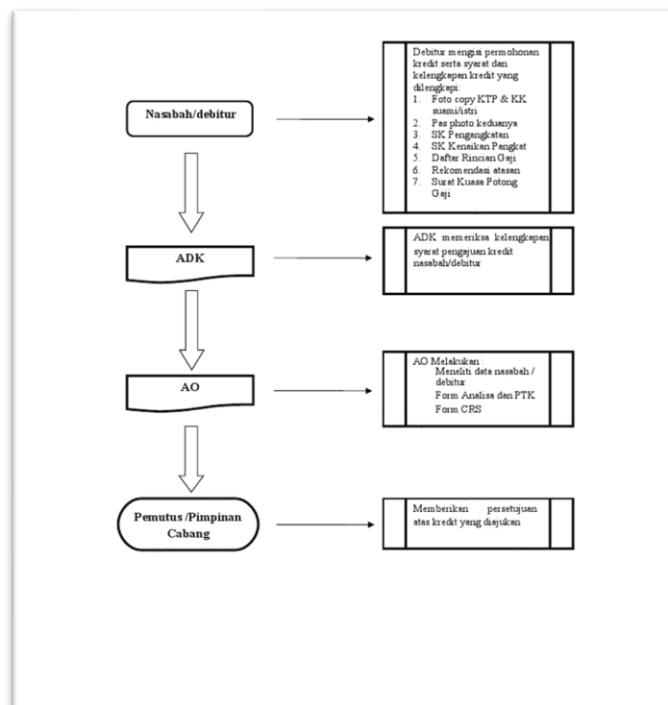 Nasabah/debitur
Debitur mengisi permohonan
kredit serta syarat dan
kelengkapan kredit yang
dilengkapi:
1. Foto copy KTP & KK
suami/istri
2. Pas photo keduanya
3. SK Pengangkatan
4. SK Kenaikan Pangkat
5. Daftar Rincian Gaji
6. Rekomendasi atasan
7. Surat Kuasa Potong
Gaji
ADK
ADK memeriksa kelengkapan
syarat pengajuan kredit
nasabah/debitur
AO
AO Melakukan :
Meneliti data nasabah /
debitur
Form Analisa dan PTK
Form CRS
Pemutus /Pimpinan
Cabang
Memberikan persetujuan
atas kredit yang diajukan